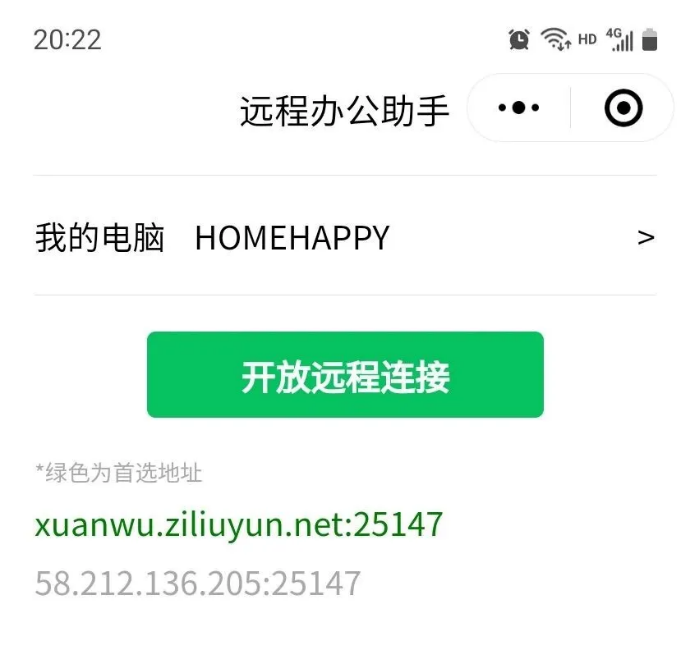 20:22 HD 4G
远程办公助手
我的电脑 HOMEHAPPY >
开放远程连接
*绿色为首选地址
xuanwu.ziliuyun.net:25147
58.212.136.205:25147